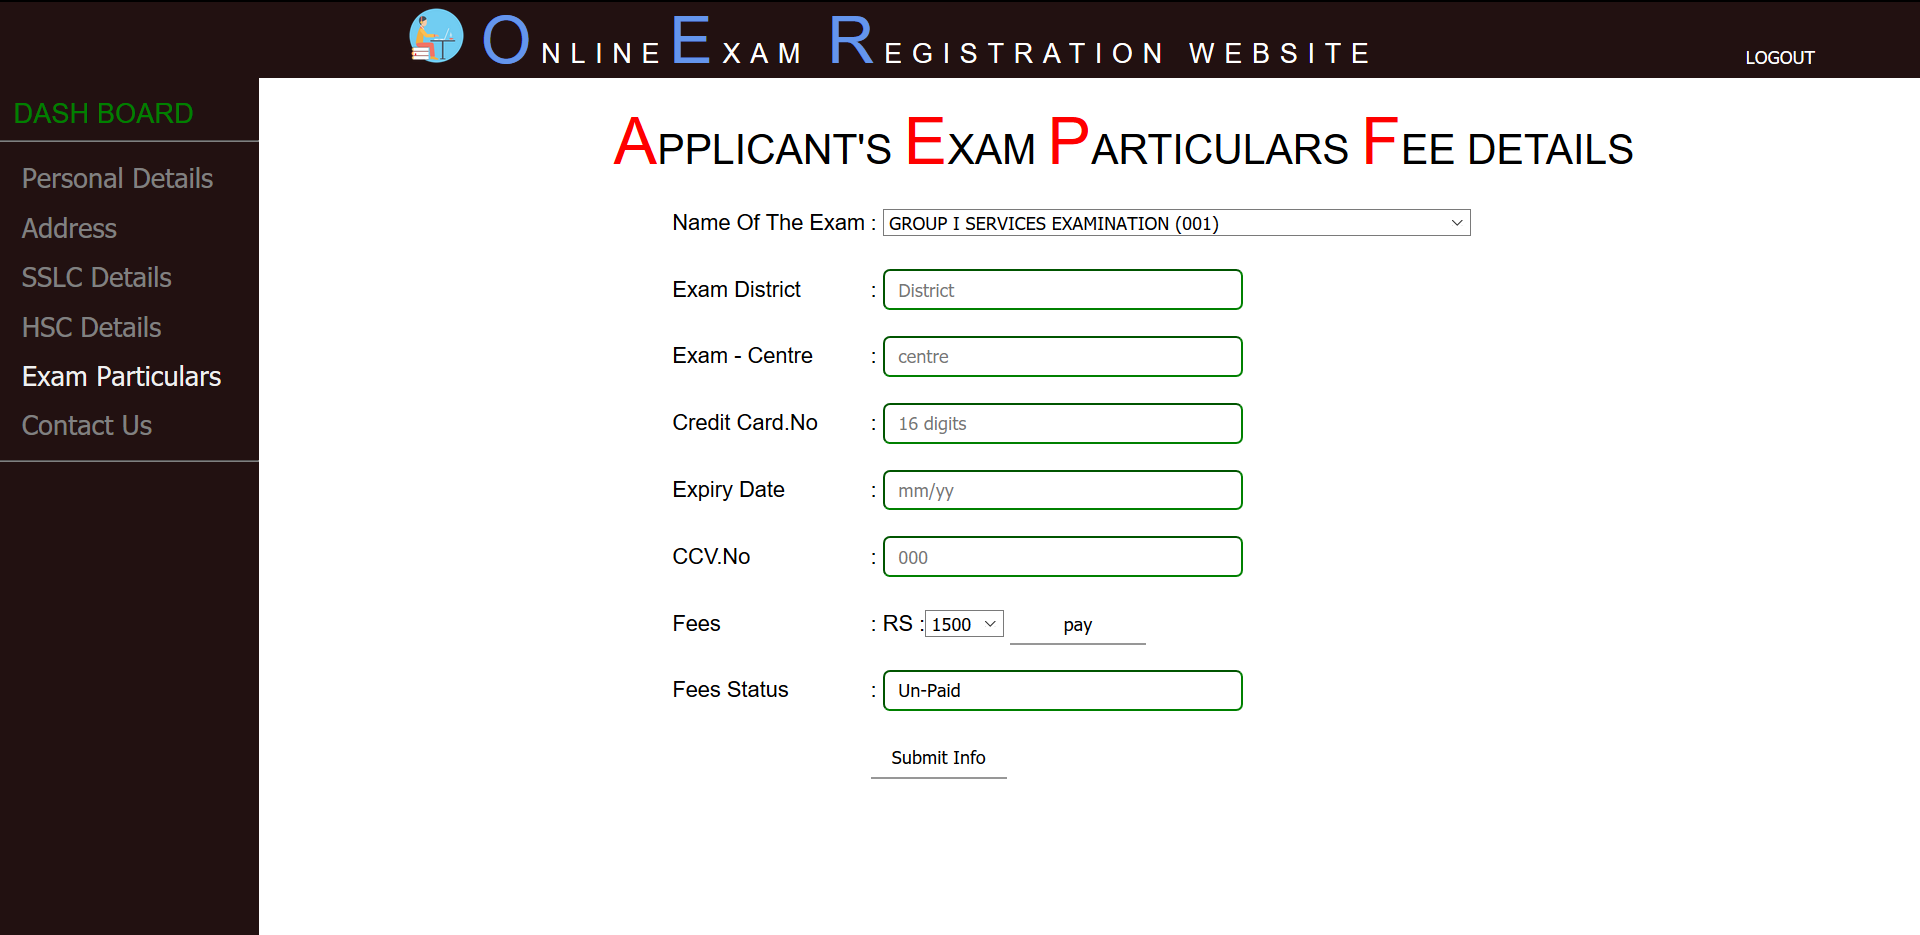 ONLINE EXAM REGISTRATION WEBSITE
LOGOUT
DASH BOARD
Personal Details
Address
SSLC Details
HSC Details
Exam Particulars
Contact Us
APPLICANT'S EXAM PARTICULARS FEE DETAILS
Name Of The Exam : GROUP I SERVICES EXAMINATION (001)
Exam District : District
Exam - Centre : centre
Credit Card.No : 16 digits
Expiry Date : mm/yy
CCV.No : 000
Fees : RS : 1500 pay
Fees Status : Un-Paid
Submit Info